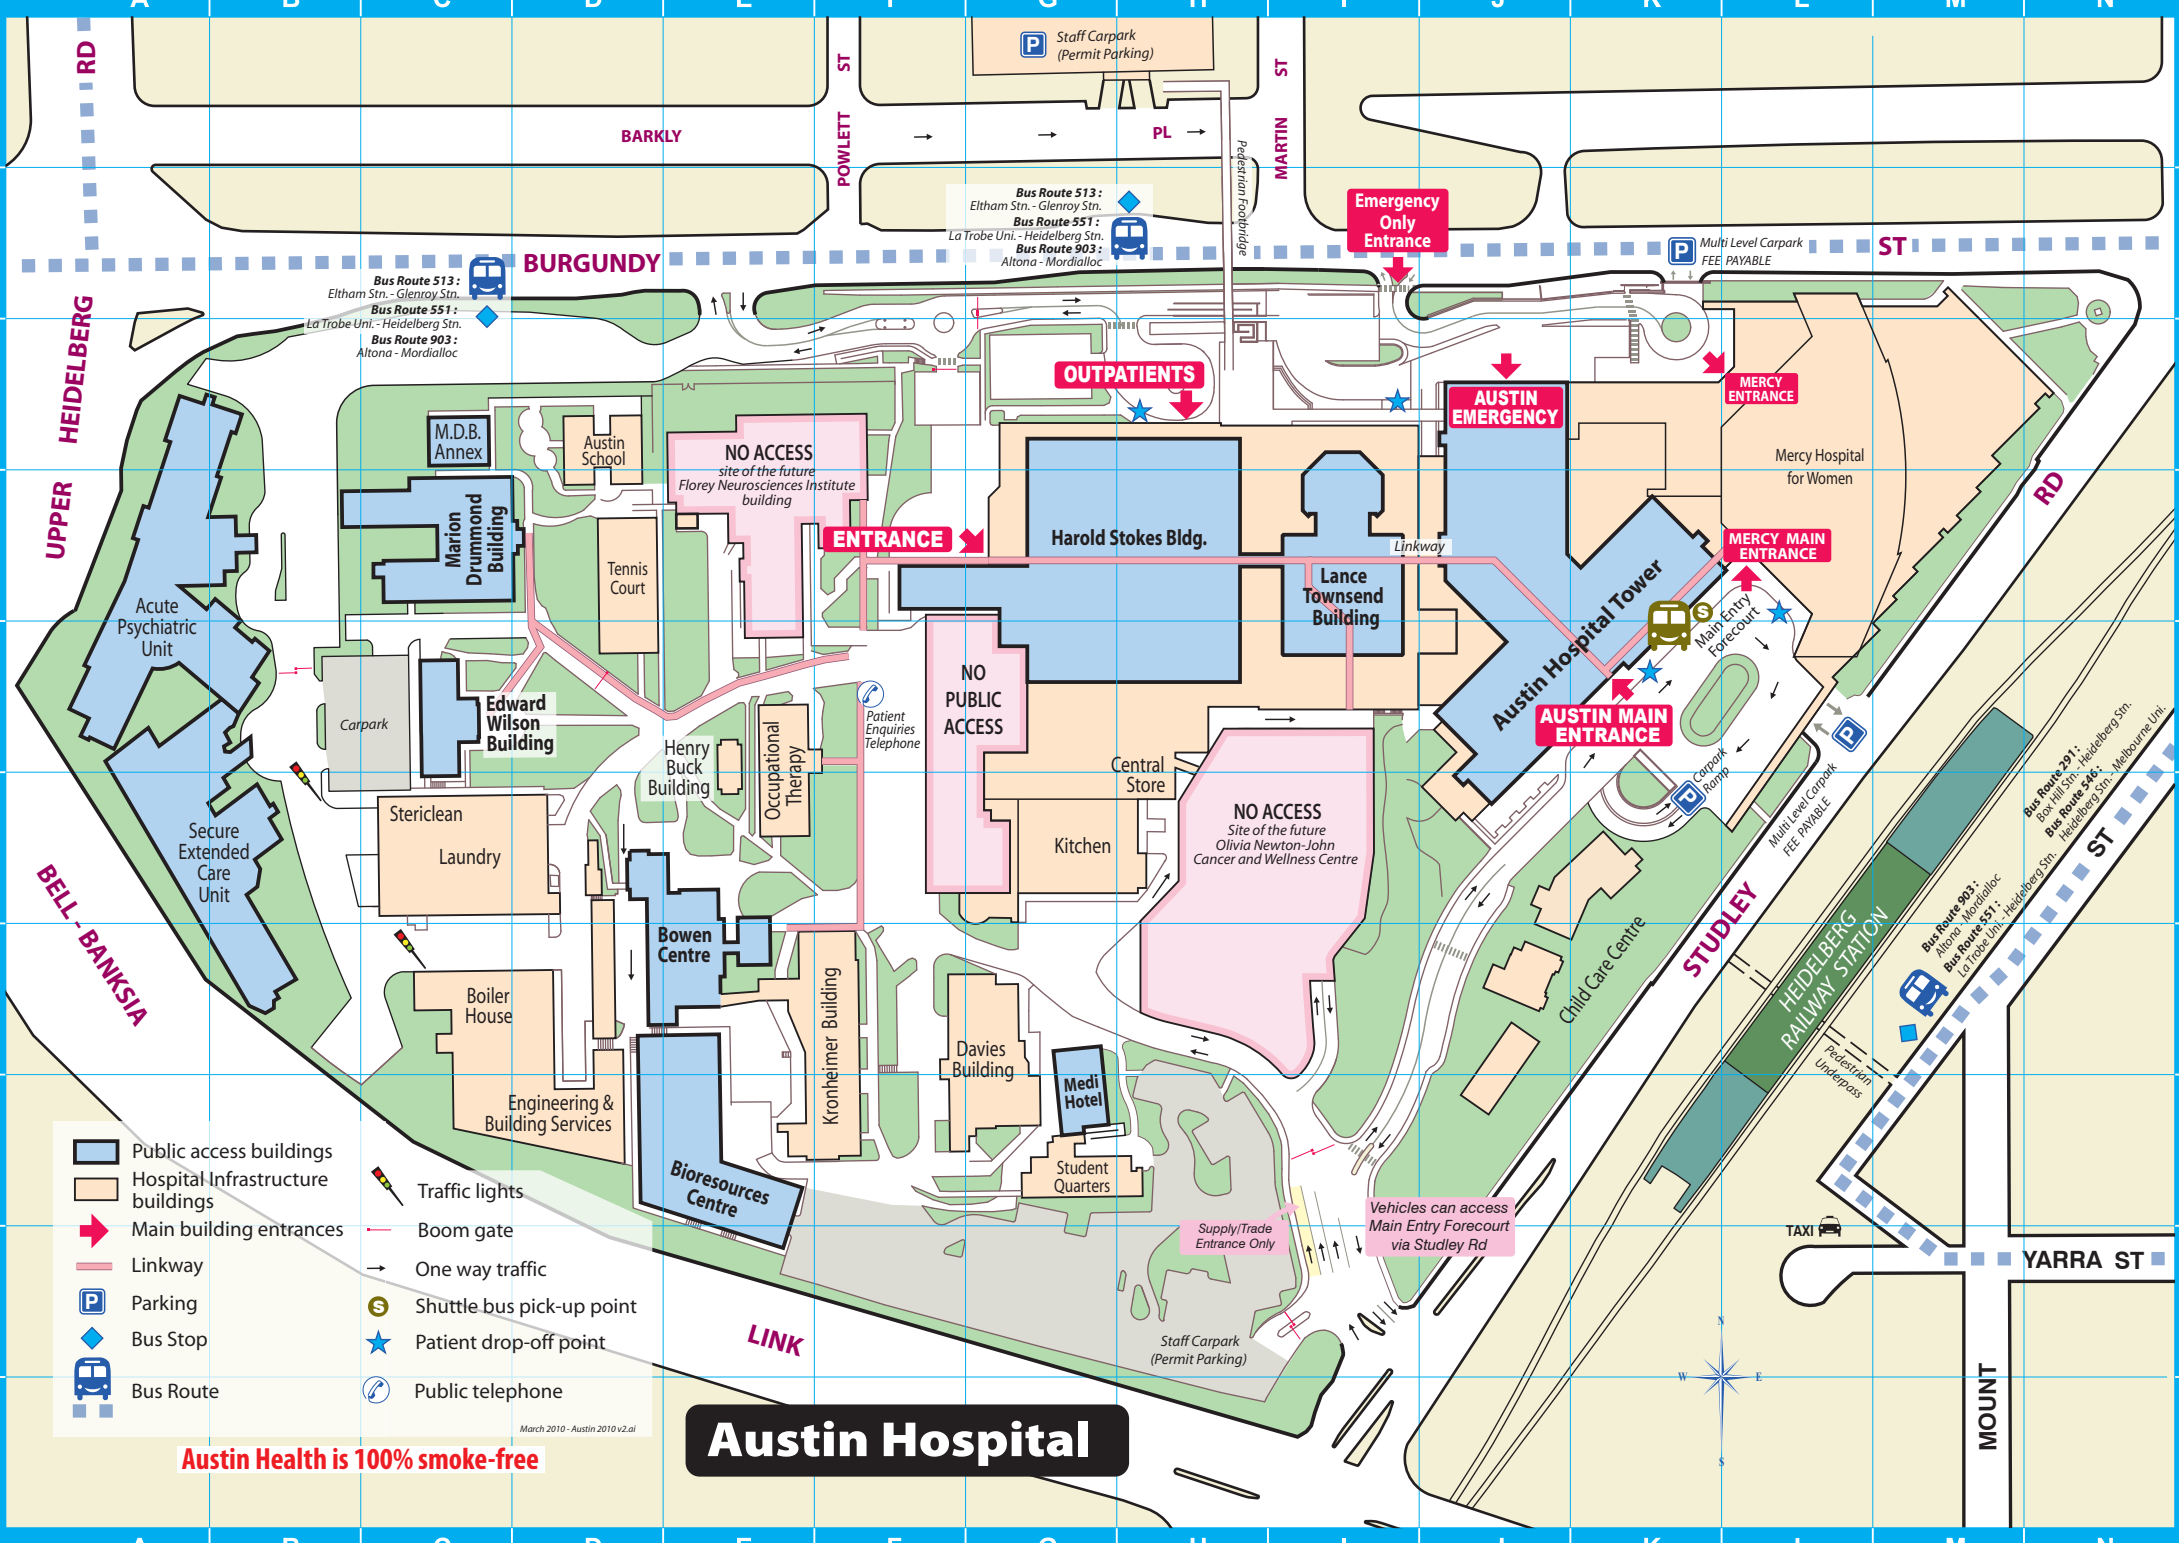 A B C D E F G H I J K L M N
RD
ST
Staff Carpark
(Permit Parking)
ST
BARKLY
POWLETT
PL
MARTIN
Pedestrian Footbridge
Bus Route 513 :
Eltham Stn. - Glenroy Stn.
Bus Route 551 :
La Trobe Uni. - Heidelberg Stn.
Bus Route 903 :
Altona - Mordialloc
Emergency
Only
Entrance
Multi Level Carpark
FEE PAYABLE
ST
BURGUNDY
Bus Route 513 :
Eltham Stn. - Glenroy Stn.
Bus Route 551 :
La Trobe Uni. - Heidelberg Stn.
Bus Route 903 :
Altona - Mordialloc
UPPER HEIDELBERG
OUTPATIENTS
AUSTIN
EMERGENCY
MERCY
ENTRANCE
M.D.B.
Annex
Austin
School
NO ACCESS
site of the future
Florey Neurosciences Institute
building
Mercy Hospital
for Women
RD
Marion
Drummond
Building
ENTRANCE
Harold Stokes Bldg.
Linkway
MERCY MAIN
ENTRANCE
Tennis
Court
Lance
Townsend
Building
Austin Hospital Tower
S
Main Entry
Forecourt
Acute
Psychiatric
Unit
Carpark
Edward
Wilson
Building
NO
PUBLIC
ACCESS
Patient
Enquiries
Telephone
AUSTIN MAIN
ENTRANCE
Henry
Buck
Building
Occupational
Therapy
Central
Store
Carpark
Ramp
P
P
Multi Level Carpark
FEE PAYABLE
Bus Route 291 :
Box Hill Stn. - Heidelberg Stn.
Bus Route 546 :
Heidelberg Stn. - Melbourne Uni.
ST
Stericlean
Laundry
Secure
Extended
Care
Unit
NO ACCESS
Site of the future
Olivia Newton-John
Cancer and Wellness Centre
Kitchen
BELL - BANKSIA
Bowen
Centre
Child Care Centre
STUDLEY
HEIDELBERG
RAILWAY STATION
Bus Route 903 :
Altona - Mordialloc
Bus Route 551 :
La Trobe Uni. - Heidelberg Stn.
Boiler
House
Kronheimer Building
Davies
Building
Medi
Hotel
Pedestrian
Underpass
Engineering &
Building Services
Bioresources
Centre
Student
Quarters
Supply/Trade
Entrance Only
Vehicles can access
Main Entry Forecourt
via Studley Rd
TAXI
YARRA ST
MOUNT
Staff Carpark
(Permit Parking)
LINK
N
W E
S
Public access buildings
Hospital Infrastructure
buildings
Main building entrances
Linkway
P Parking
Bus Stop
Bus Route
Traffic lights
Boom gate
One way traffic
S Shuttle bus pick-up point
Patient drop-off point
Public telephone
March 2010 - Austin 2010 v2.ai
Austin Health is 100% smoke-free
Austin Hospital